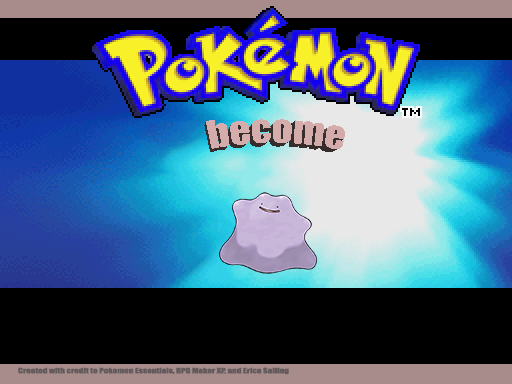 POKéMON
TM
become
Created with credit to Pokemon Essentials, RPG Maker XP, and Erica Sailing